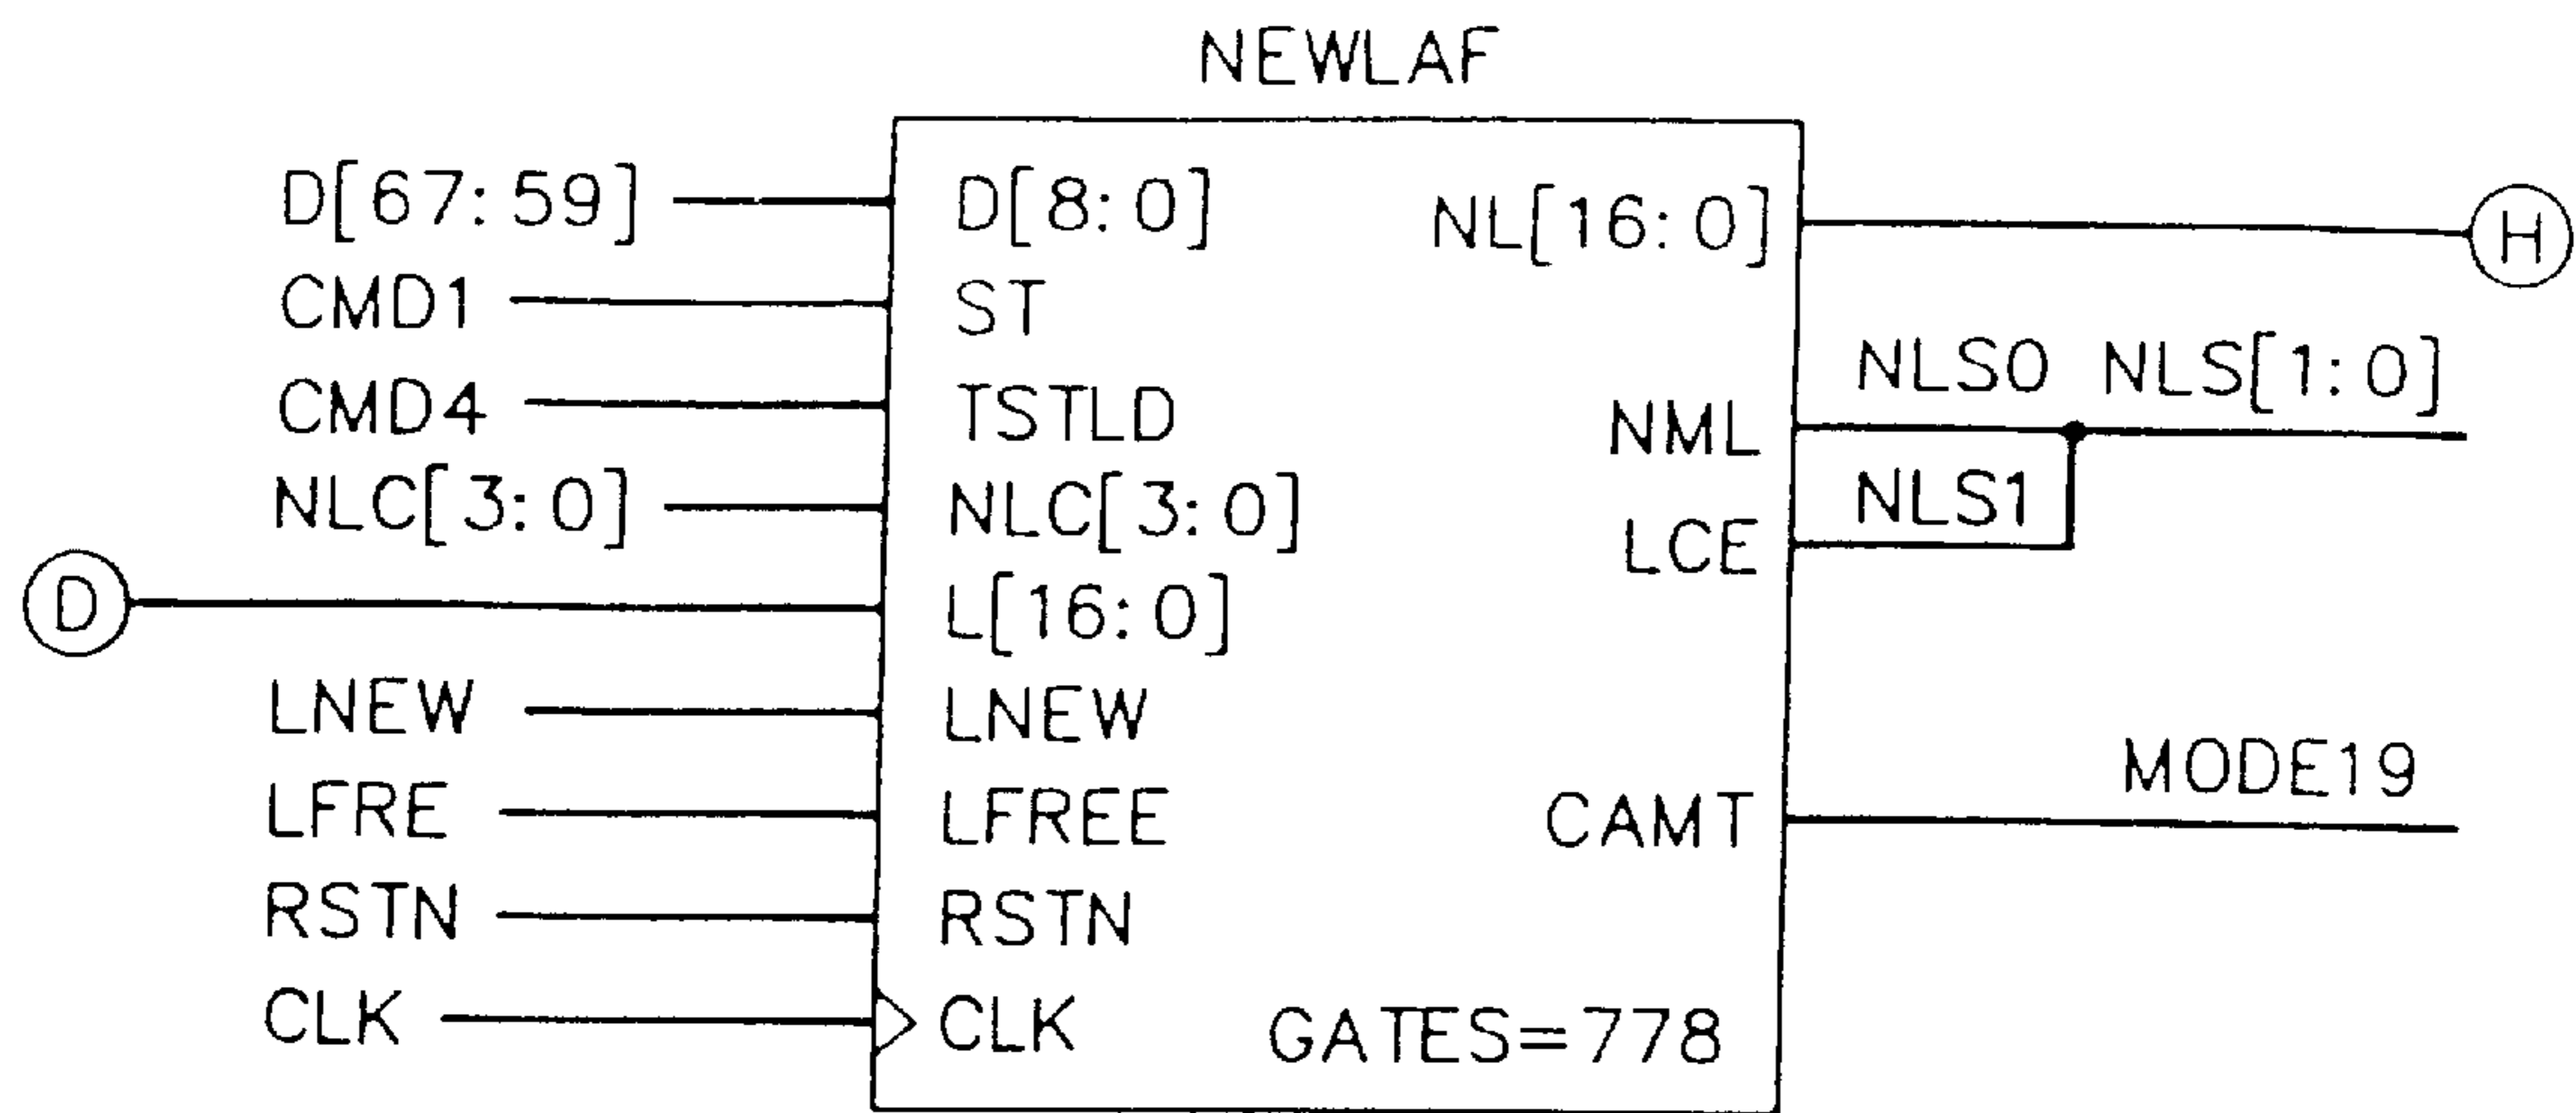 NEWLAF
D[67:59] D[8:0] NL[16:0] H
CMD1 ST
NLS0 NLS[1:0]
CMD4 TSTLD NML
NLC[3:0] NLC[3:0] NLS1
LCE
D L[16:0]
LNEW LNEW
MODE19
LFRE LFREE CAMT
RSTN RSTN
CLK CLK GATES=778